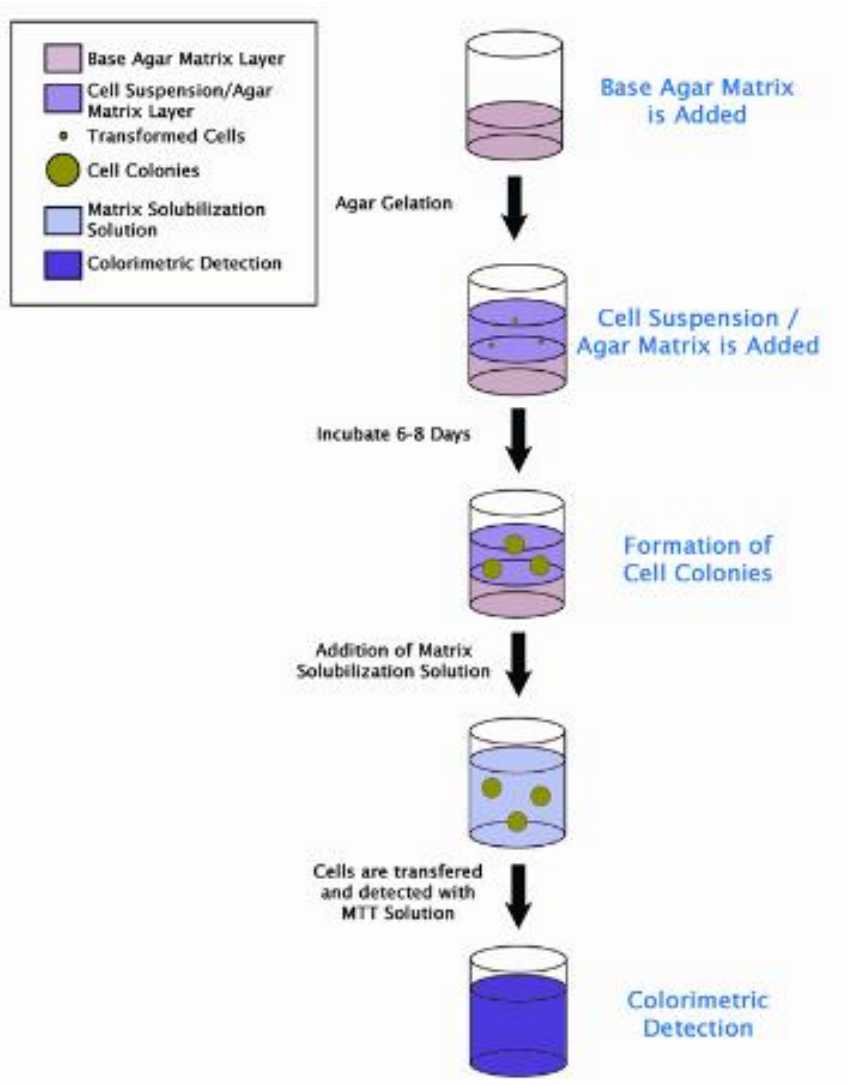 Base Agar Matrix Layer
Cell Suspension/Agar
Matrix Layer
Transformed Cells
Cell Colonies
Matrix Solubilization
Solution
Colorimetric Detection
Base Agar Matrix
is Added
Agar Gelation
Cell Suspension /
Agar Matrix is Added
Incubate 6-8 Days
Formation of
Cell Colonies
Addition of Matrix
Solubilization Solution
Cells are transfered
and detected with
MTT Solution
Colorimetric
Detection